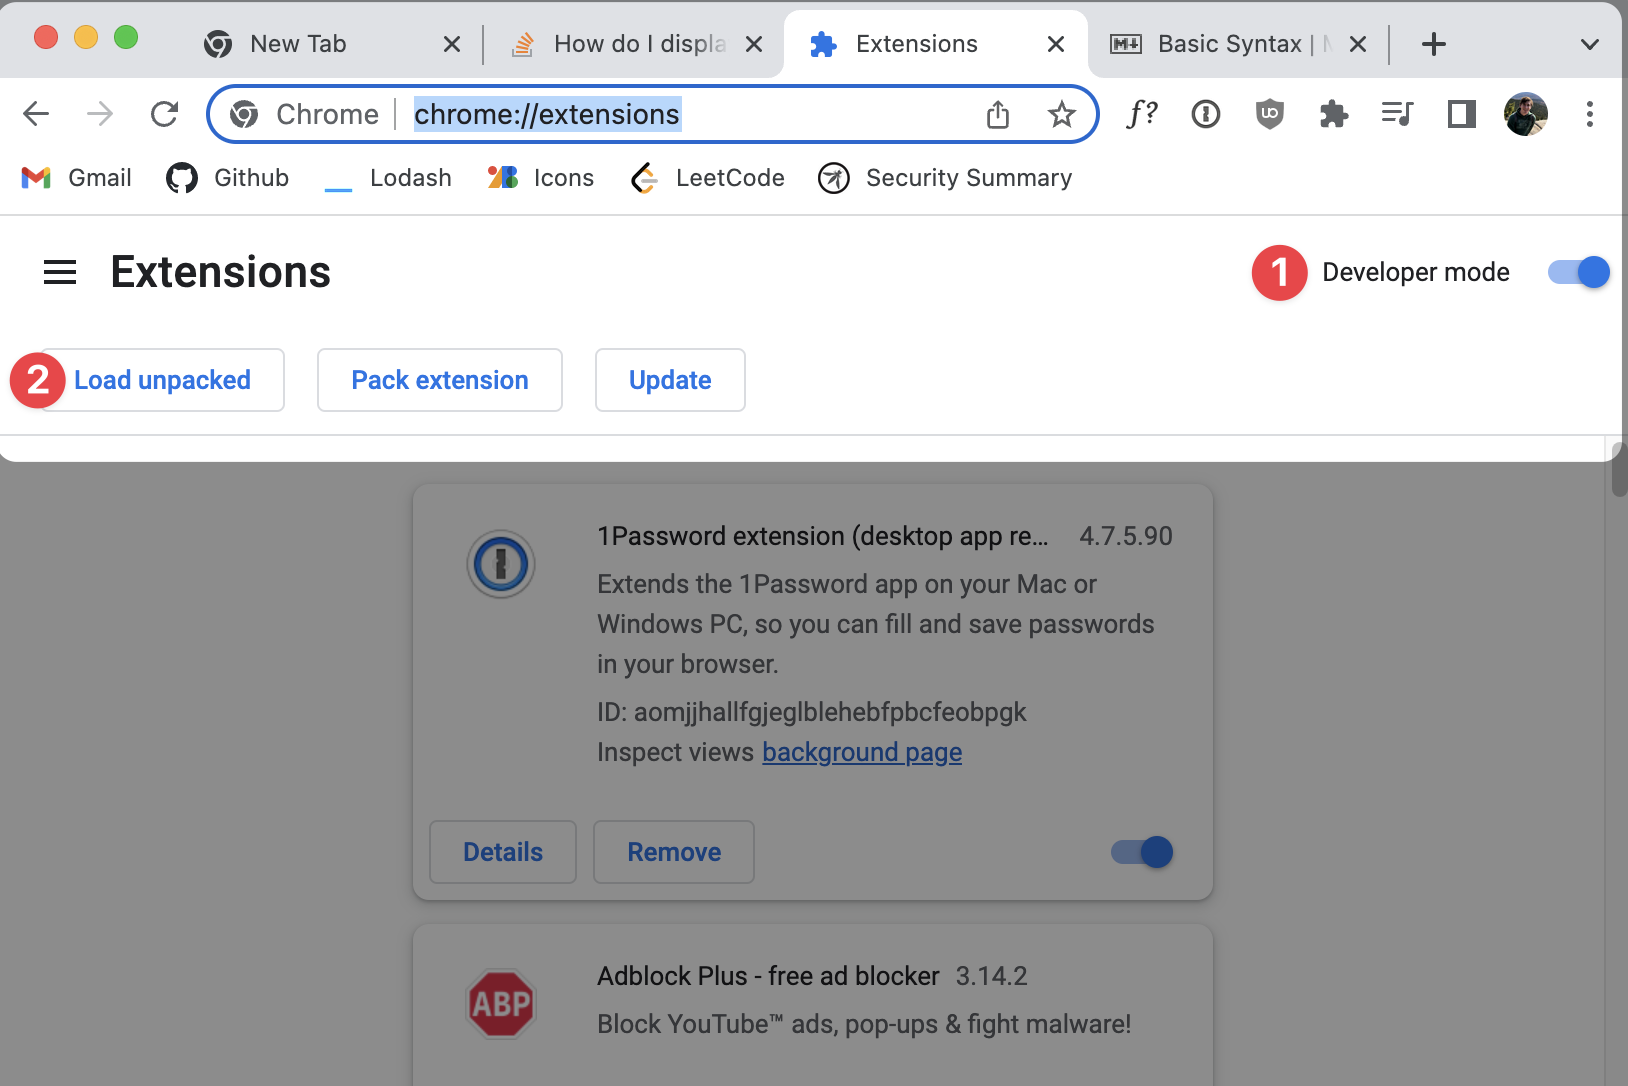 New Tab
How do I displa
Extensions
Basic Syntax |
Chrome
chrome://extensions
f?
UO
Gmail
Github
Lodash
Icons
LeetCode
Security Summary
Extensions
1
Developer mode
2
Load unpacked
Pack extension
Update
1Password extension (desktop app re... 4.7.5.90
Extends the 1Password app on your Mac or
Windows PC, so you can fill and save passwords
in your browser.
ID: aomjjhallfgjeglblehebfpbcfeobpgk
Inspect views background page
Details
Remove
ABP
Adblock Plus - free ad blocker 3.14.2
Block YouTube™ ads, pop-ups & fight malware!